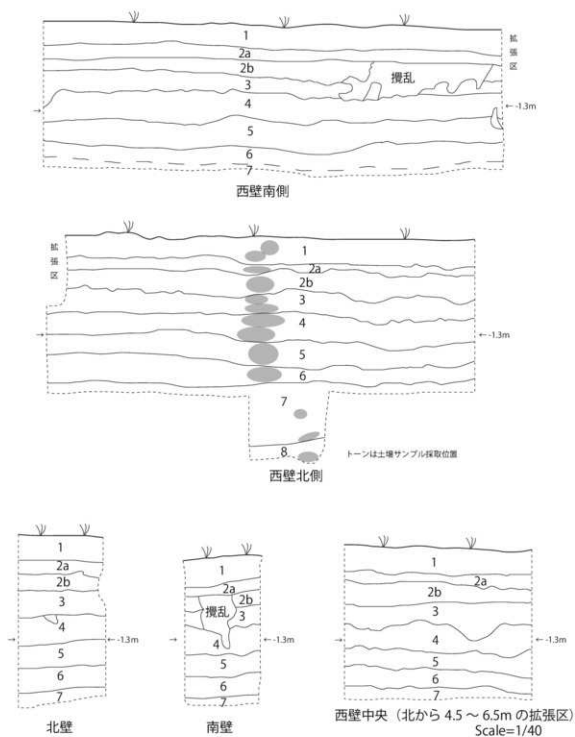 1
2a
2b
3
4
5
6
7
攪乱
拡張区
-1.3m
西壁南側
拡張区
1
2a
2b
3
4
5
6
7
8
-1.3m
トーンは土壌サンプル採取位置
西壁北側
1
2a
2b
3
4
5
6
7
-1.3m
北壁
1
2a
2b
攪乱
3
4
5
6
7
-1.3m
南壁
1
2a
2b
3
4
5
6
7
-1.3m
西壁中央（北から 4.5 ～ 6.5m の拡張区）
Scale=1/40